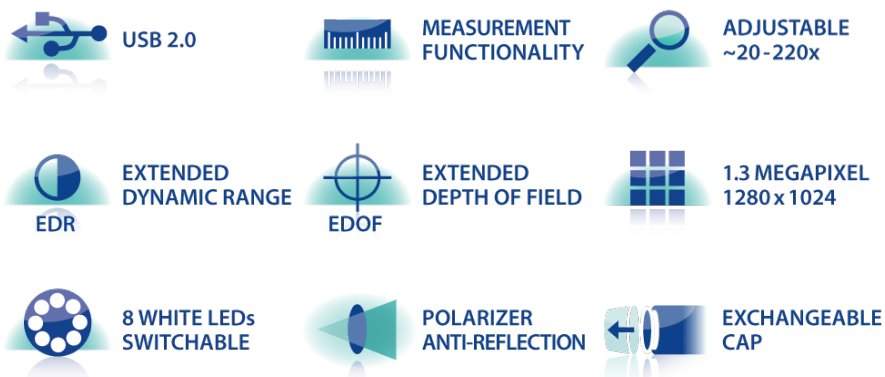 USB 2.0
MEASUREMENT
FUNCTIONALITY
ADJUSTABLE
~20-220x
EDR
EXTENDED
DYNAMIC RANGE
EDOF
EXTENDED
DEPTH OF FIELD
1.3 MEGAPIXEL
1280 x 1024
8 WHITE LEDs
SWITCHABLE
POLARIZER
ANTI-REFLECTION
EXCHANGEABLE
CAP